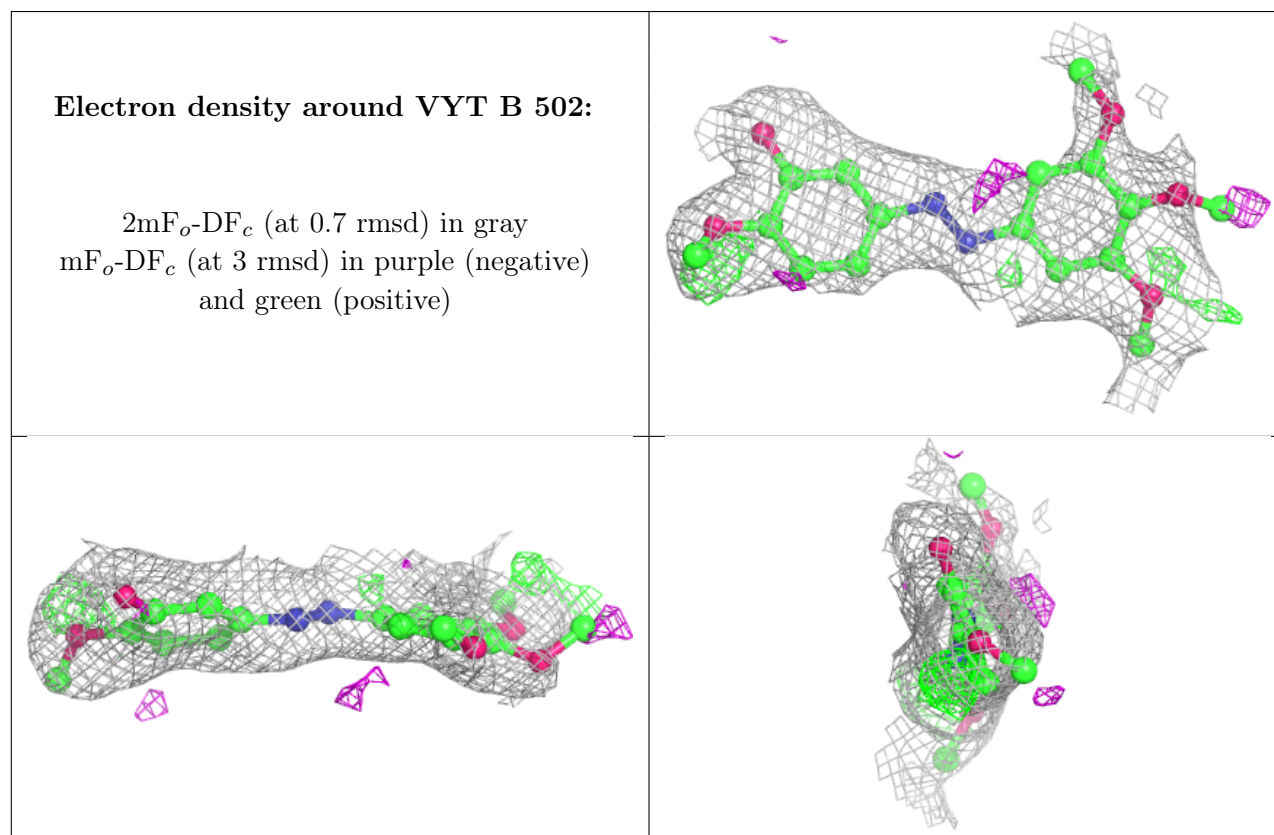 Electron density around VYT B 502:
2mFo-DFc (at 0.7 rmsd) in gray
mFo-DFc (at 3 rmsd) in purple (negative)
and green (positive)